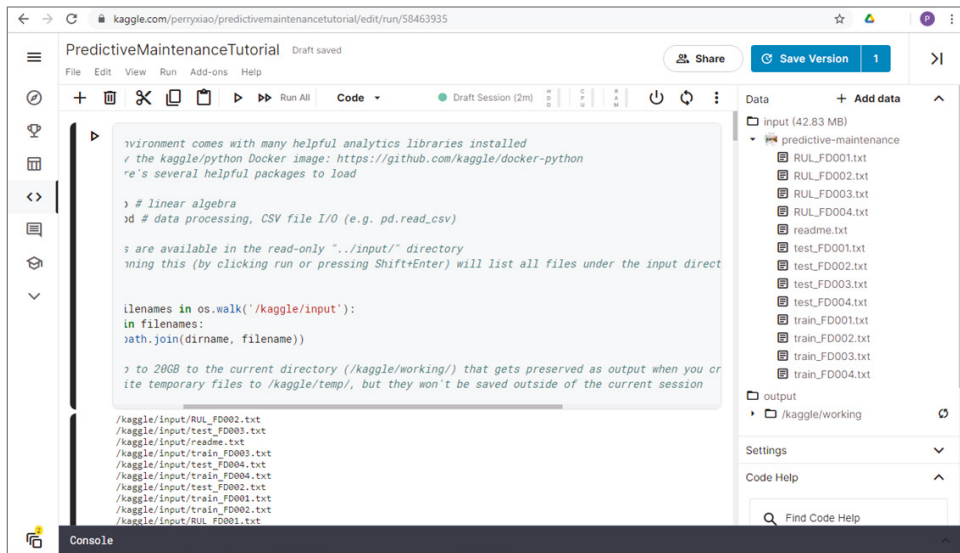 kaggle.com/perryxiao/predictivemaintenancetutorial/edit/run/58463935
P
PredictiveMaintenanceTutorial Draft saved
File Edit View Run Add-ons Help
Share
Save Version 1
Run All Code Draft Session (2m) HDD CPU RAM
nvironment comes with many helpful analytics libraries installed
y the kaggle/python Docker image: https://github.com/kaggle/docker-python
re's several helpful packages to load
p # linear algebra
pd # data processing, CSV file I/O (e.g. pd.read_csv)
s are available in the read-only "../input/" directory
nning this (by clicking run or pressing Shift+Enter) will list all files under the input direct
ilenames in os.walk('/kaggle/input'):
in filenames:
path.join(dirname, filename))
p to 20GB to the current directory (/kaggle/working/) that gets preserved as output when you cr
ite temporary files to /kaggle/temp/, but they won't be saved outside of the current session
/kaggle/input/RUL_FD002.txt
/kaggle/input/test_FD003.txt
/kaggle/input/readme.txt
/kaggle/input/train_FD003.txt
/kaggle/input/test_FD004.txt
/kaggle/input/train_FD004.txt
/kaggle/input/test_FD002.txt
/kaggle/input/train_FD001.txt
/kaggle/input/train_FD002.txt
/kaggle/input/RUL_FD001.txt
Data + Add data
input (42.83 MB)
predictive-maintenance
RUL_FD001.txt
RUL_FD002.txt
RUL_FD003.txt
RUL_FD004.txt
readme.txt
test_FD001.txt
test_FD002.txt
test_FD003.txt
test_FD004.txt
train_FD001.txt
train_FD002.txt
train_FD003.txt
train_FD004.txt
output
/kaggle/working
Settings
Code Help
Find Code Help
2
Console